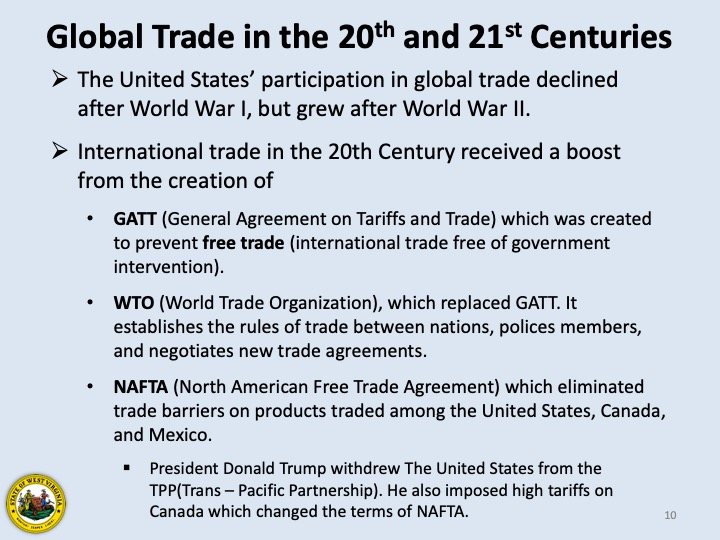 Global Trade in the 20th and 21st Centuries
➢ The United States’ participation in global trade declined
after World War I, but grew after World War II.
➢ International trade in the 20th Century received a boost
from the creation of
• GATT (General Agreement on Tariffs and Trade) which was created
to prevent free trade (international trade free of government
intervention).
• WTO (World Trade Organization), which replaced GATT. It
establishes the rules of trade between nations, polices members,
and negotiates new trade agreements.
• NAFTA (North American Free Trade Agreement) which eliminated
trade barriers on products traded among the United States, Canada,
and Mexico.
▪ President Donald Trump withdrew The United States from the
TPP(Trans – Pacific Partnership). He also imposed high tariffs on
Canada which changed the terms of NAFTA.
STATE OF WEST VIRGINIA
10